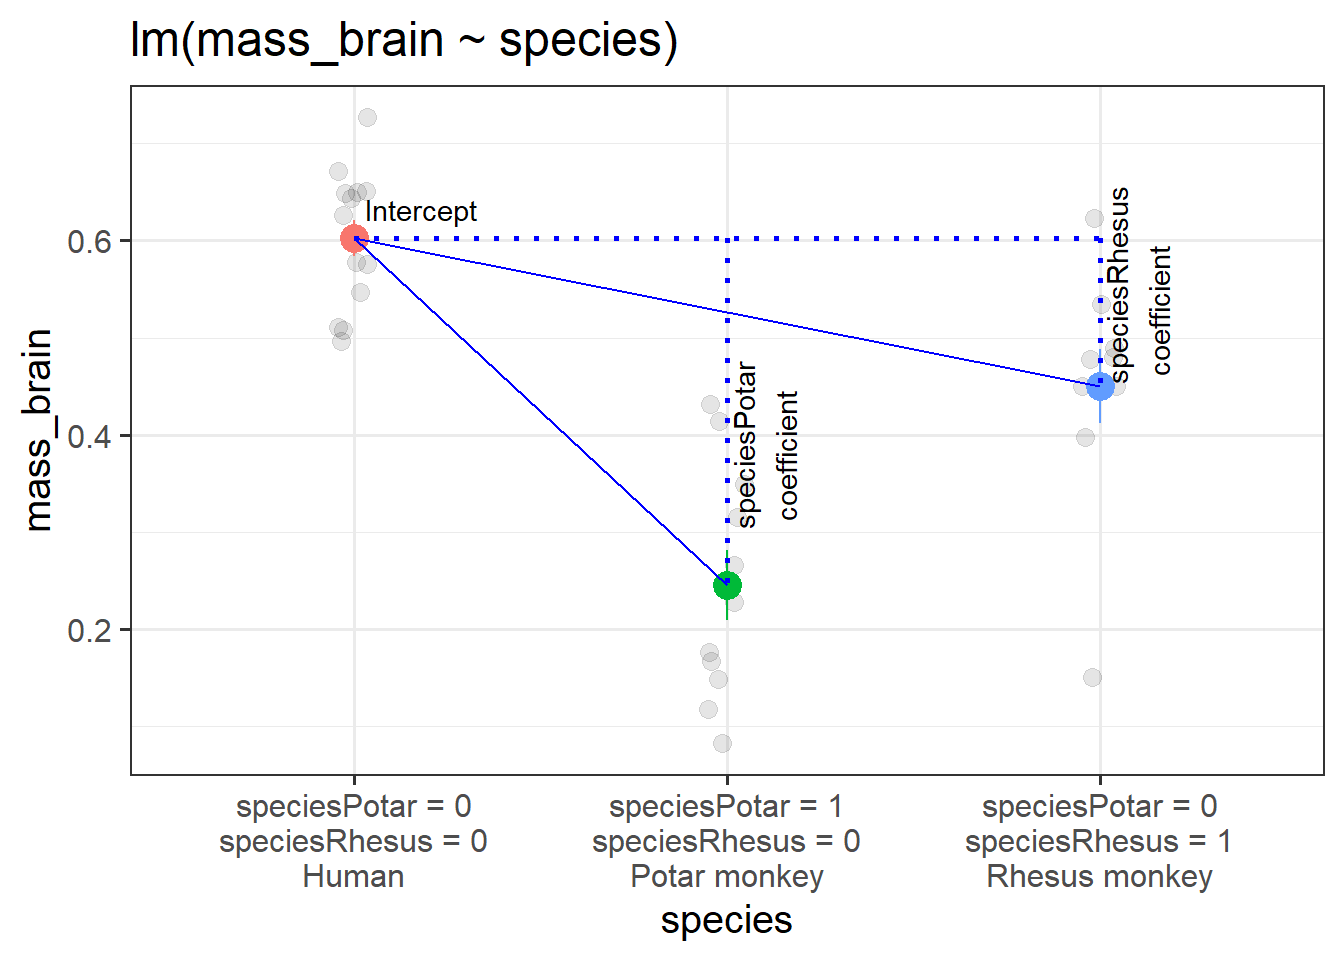 lm(mass_brain ~ species)
mass_brain
0.6
0.4
0.2
Intercept
speciesPotar
coefficient
speciesRhesus
coefficient
speciesPotar = 0
speciesRhesus = 0
Human
speciesPotar = 1
speciesRhesus = 0
Potar monkey
speciesPotar = 0
speciesRhesus = 1
Rhesus monkey
species